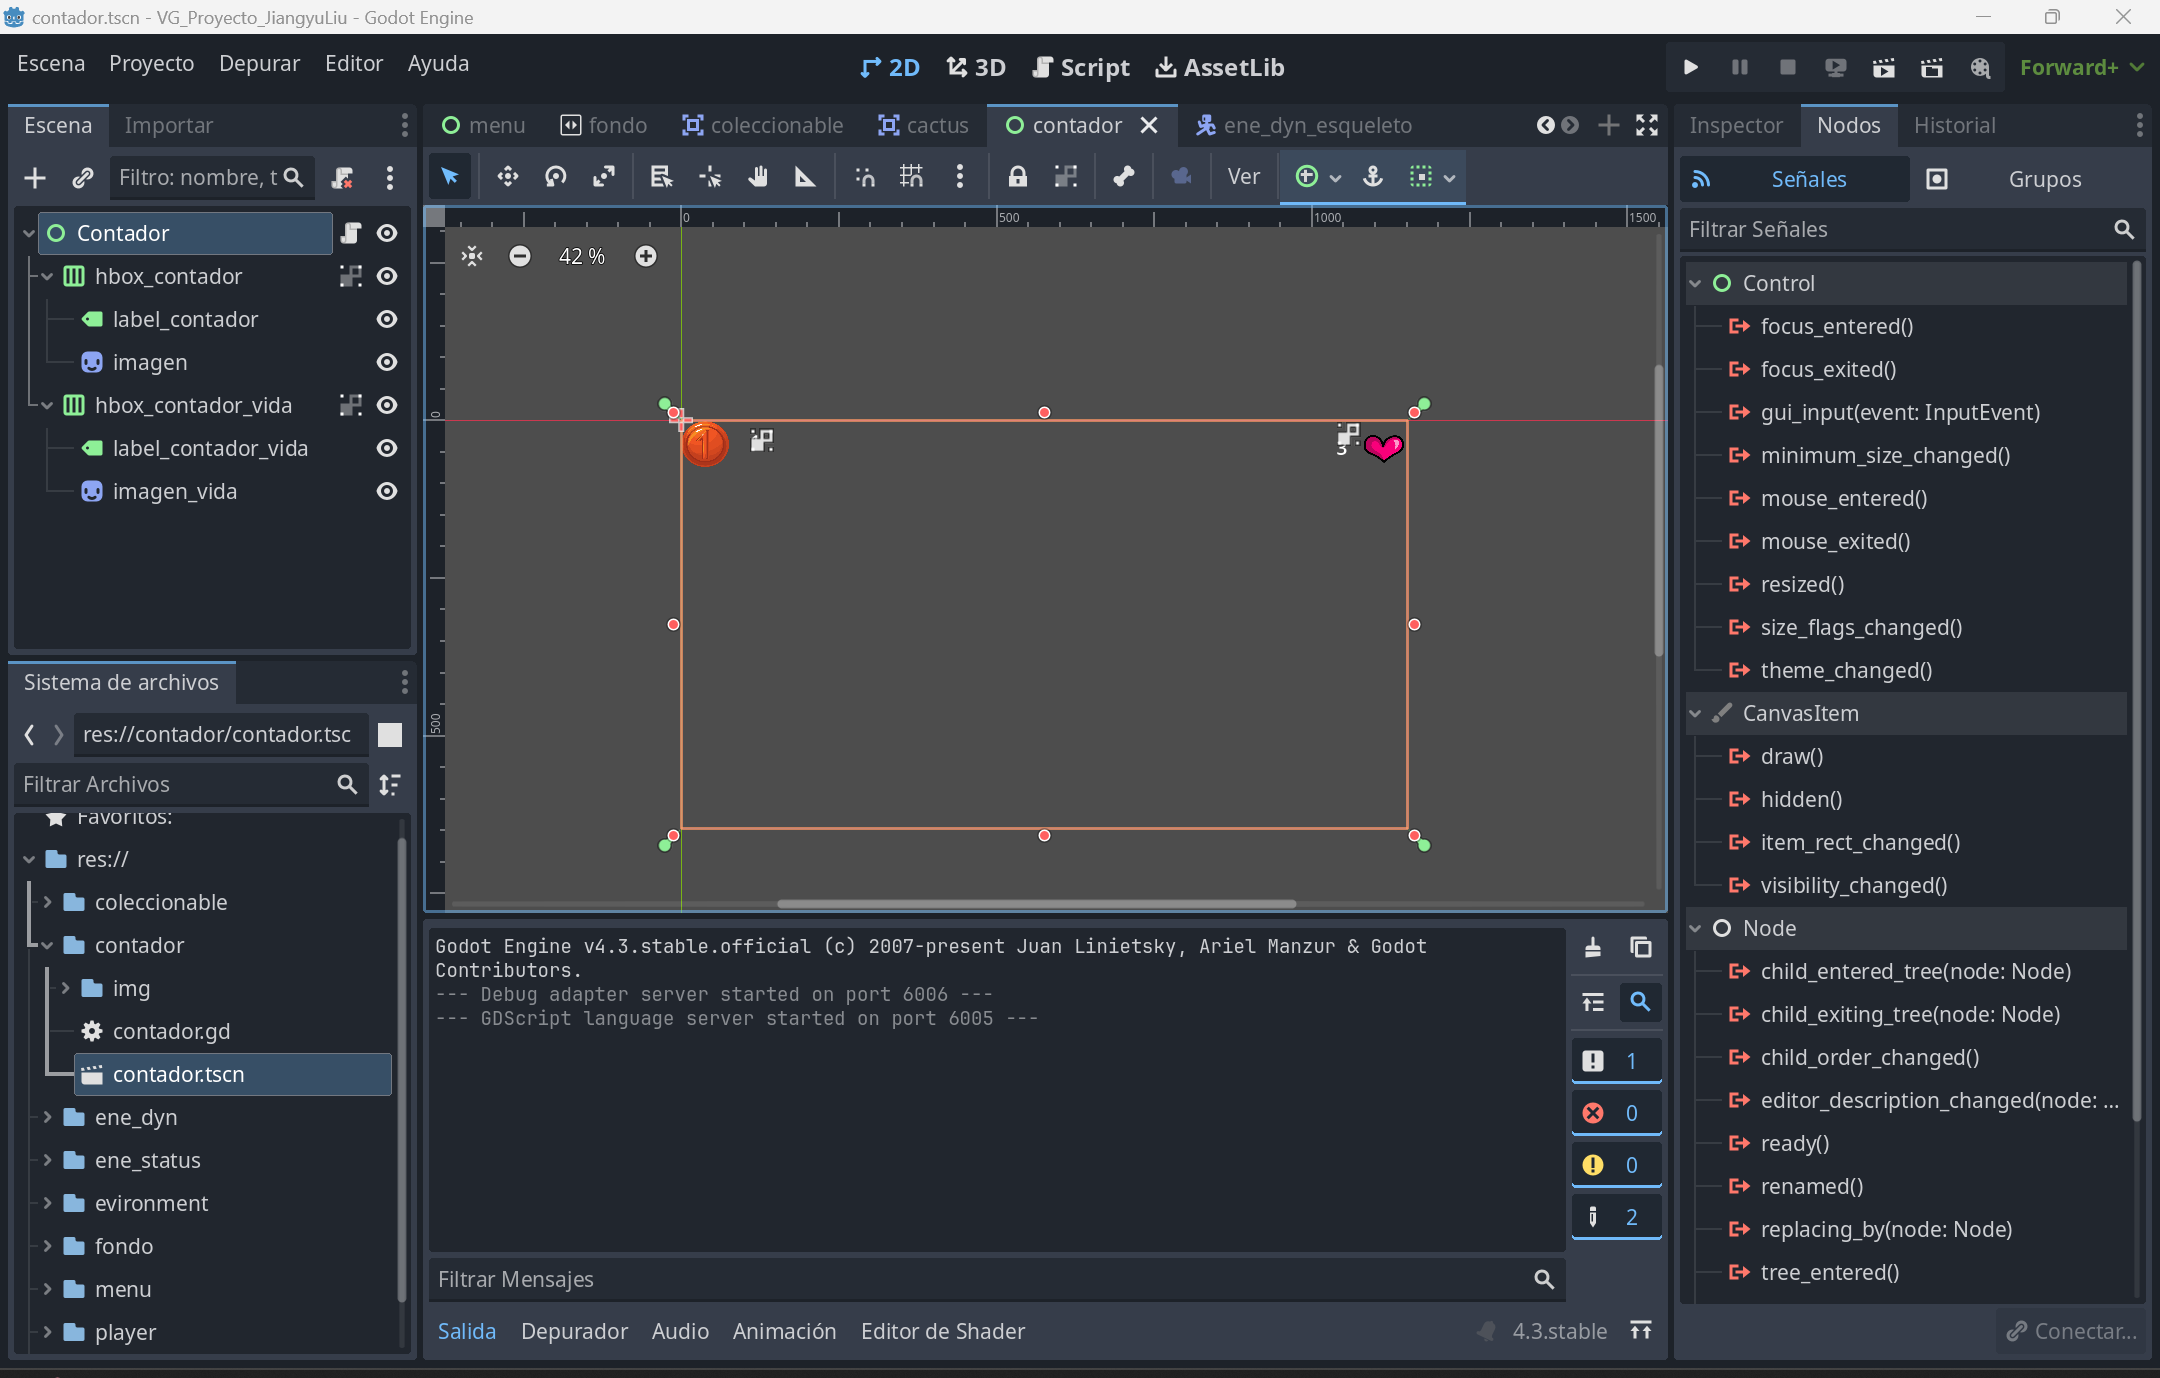 contador.tscn - VG_Proyecto_JiangyuLiu - Godot Engine
Escena Proyecto Depurar Editor Ayuda
2D 3D Script AssetLib
Forward+
Escena Importar
Filtro: nombre, t
Contador
hbox_contador
label_contador
imagen
hbox_contador_vida
label_contador_vida
imagen_vida
Sistema de archivos
res://contador/contador.tsc
Filtrar Archivos
Favoritos:
res://
coleccionable
contador
img
contador.gd
contador.tscn
ene_dyn
ene_status
evironment
fondo
menu
player
menu fondo coleccionable cactus contador ene_dyn_esqueleto
Ver
0 500 1000 1500
42 %
0
500
1
3
Godot Engine v4.3.stable.official (c) 2007-present Juan Linietsky, Ariel Manzur & Godot
Contributors.
--- Debug adapter server started on port 6006 ---
--- GDScript language server started on port 6005 ---
1
0
0
2
Filtrar Mensajes
Salida Depurador Audio Animación Editor de Shader
4.3.stable
Inspector Nodos Historial
Señales Grupos
Filtrar Señales
Control
focus_entered()
focus_exited()
gui_input(event: InputEvent)
minimum_size_changed()
mouse_entered()
mouse_exited()
resized()
size_flags_changed()
theme_changed()
CanvasItem
draw()
hidden()
item_rect_changed()
visibility_changed()
Node
child_entered_tree(node: Node)
child_exiting_tree(node: Node)
child_order_changed()
editor_description_changed(node: ...
ready()
renamed()
replacing_by(node: Node)
tree_entered()
Conectar...